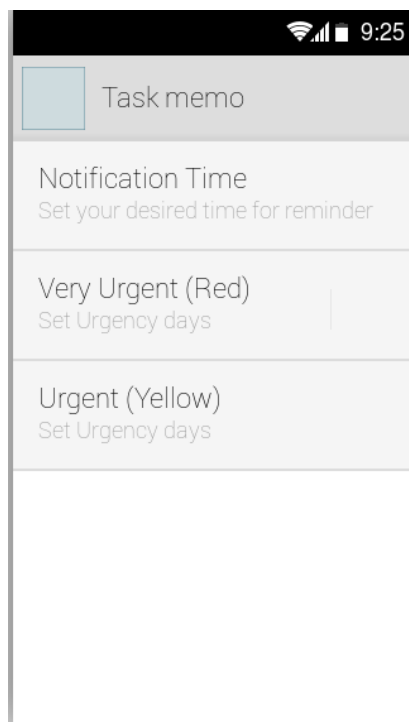 9:25
Task memo
Notification Time
Set your desired time for reminder
Very Urgent (Red)
Set Urgency days
Urgent (Yellow)
Set Urgency days